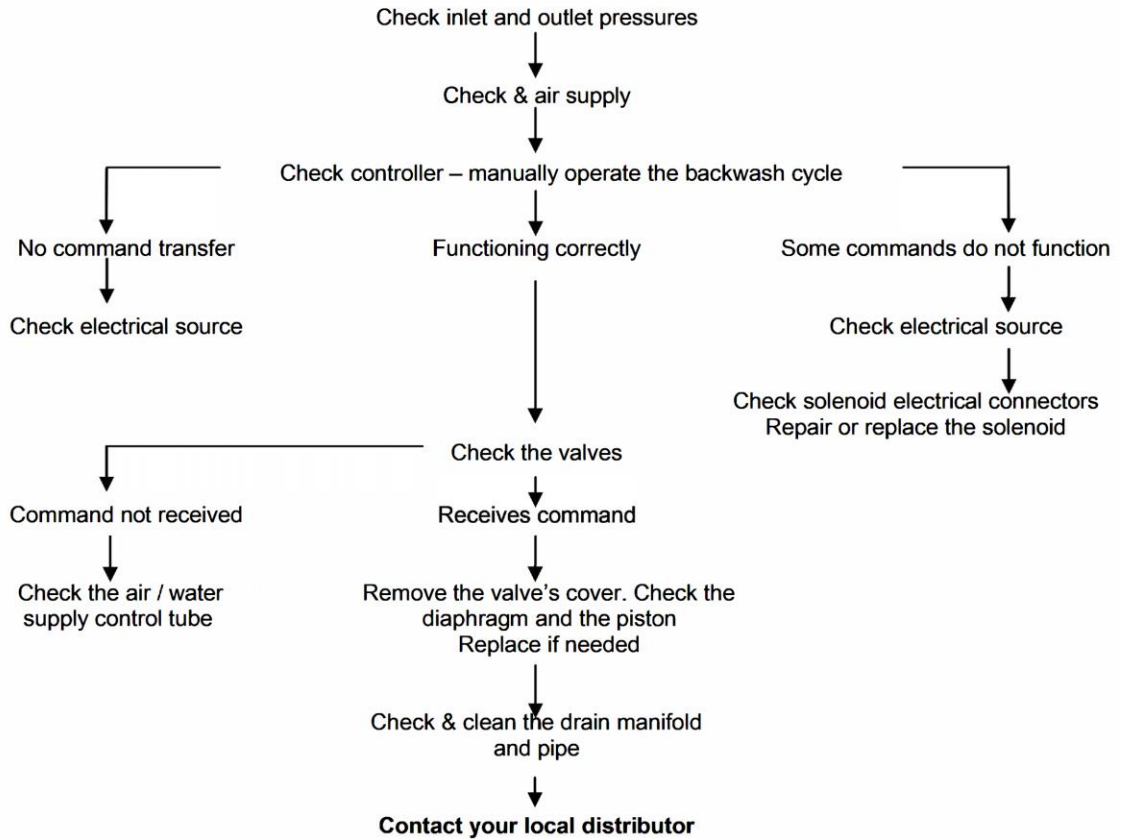 Check inlet and outlet pressures
Check & air supply
Check controller – manually operate the backwash cycle
No command transfer
Functioning correctly
Some commands do not function
Check electrical source
Check electrical source
Check solenoid electrical connectors
Repair or replace the solenoid
Check the valves
Command not received
Receives command
Check the air / water
supply control tube
Remove the valve's cover. Check the
diaphragm and the piston
Replace if needed
Check & clean the drain manifold
and pipe
Contact your local distributor